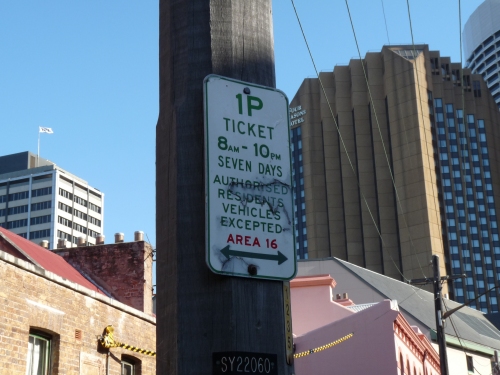 1P
TICKET
8AM - 10PM
SEVEN DAYS
AUTHORISED
RESIDENTS
VEHICLES
EXCEPTED
AREA 16
SY22060